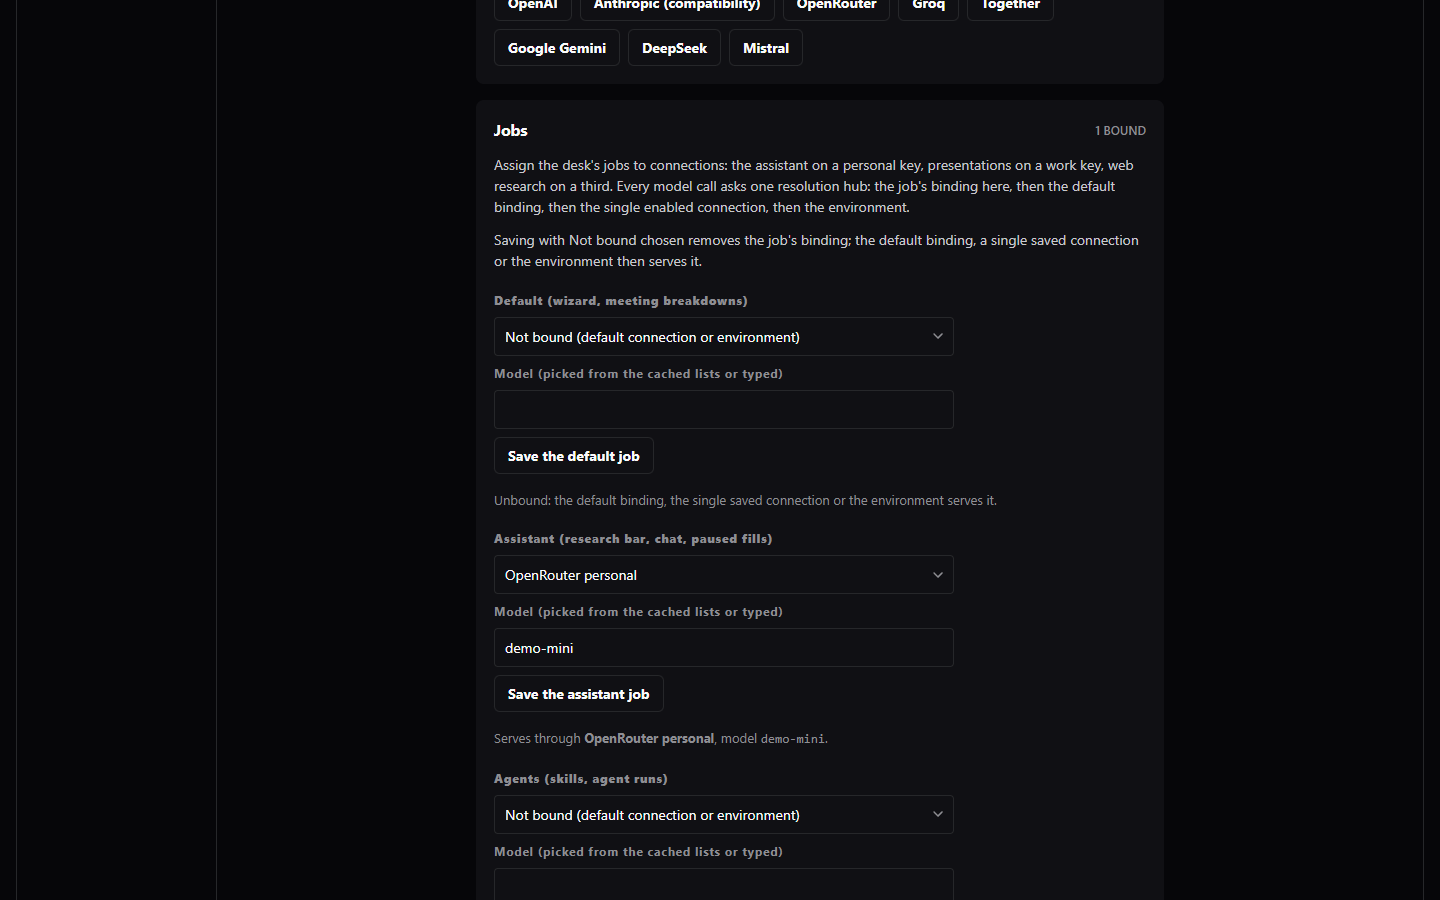 OpenAI Anthropic (compatibility) OpenRouter Groq Together
Google Gemini DeepSeek Mistral
Jobs 1 BOUND
Assign the desk's jobs to connections: the assistant on a personal key, presentations on a work key, web
research on a third. Every model call asks one resolution hub: the job's binding here, then the default
binding, then the single enabled connection, then the environment.
Saving with Not bound chosen removes the job's binding; the default binding, a single saved connection
or the environment then serves it.
Default (wizard, meeting breakdowns)
Not bound (default connection or environment)
Model (picked from the cached lists or typed)
Save the default job
Unbound: the default binding, the single saved connection or the environment serves it.
Assistant (research bar, chat, paused fills)
OpenRouter personal
Model (picked from the cached lists or typed)
demo-mini
Save the assistant job
Serves through OpenRouter personal, model demo-mini.
Agents (skills, agent runs)
Not bound (default connection or environment)
Model (picked from the cached lists or typed)